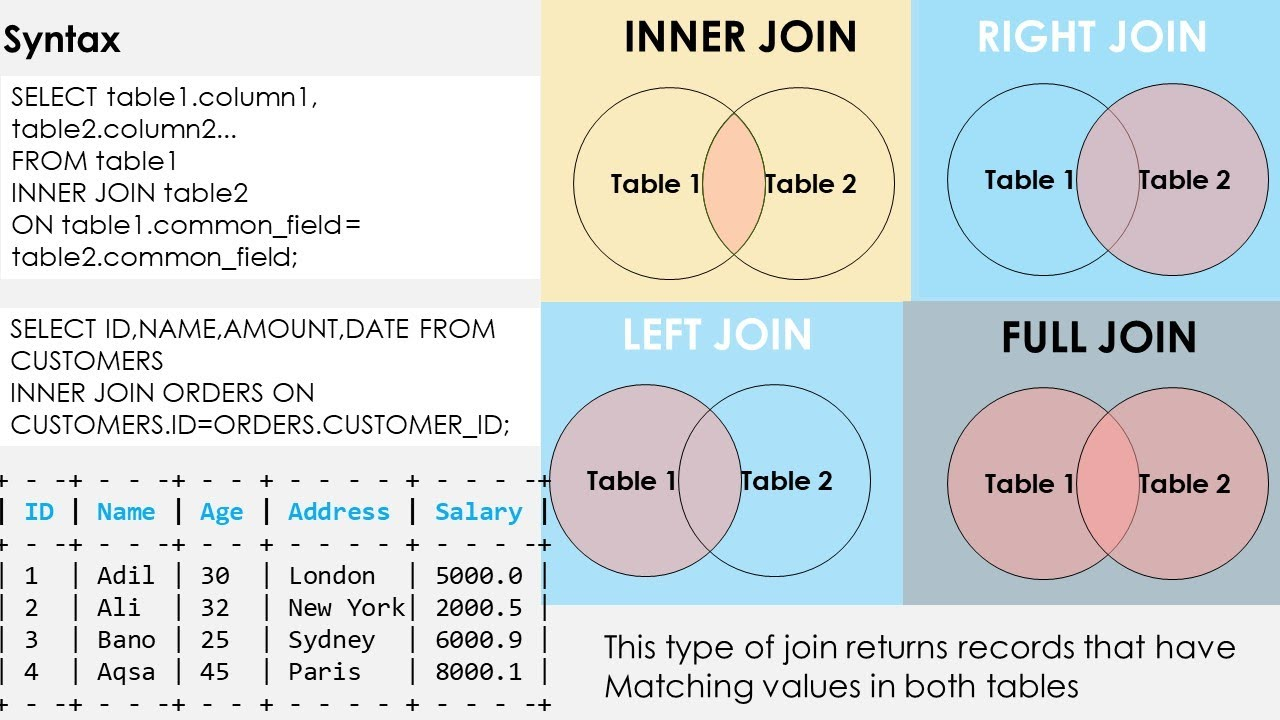 Syntax
SELECT table1.column1,
table2.column2...
FROM table1
INNER JOIN table2
ON table1.common_field=
table2.common_field;
SELECT ID,NAME,AMOUNT,DATE FROM
CUSTOMERS
INNER JOIN ORDERS ON
CUSTOMERS.ID=ORDERS.CUSTOMER_ID;
+ - -+ - - -+ - - + - - - - + - - - -+
| ID | Name | Age | Address | Salary |
+ - -+ - - -+ - - + - - - - + - - - -+
| 1 | Adil | 30 | London | 5000.0 |
| 2 | Ali | 32 | New York| 2000.5 |
| 3 | Bano | 25 | Sydney | 6000.9 |
| 4 | Aqsa | 45 | Paris | 8000.1 |
+ - -+ - - -+ - - + - - - - + - - - -+
INNER JOIN
Table 1 Table 2
RIGHT JOIN
Table 1 Table 2
LEFT JOIN
Table 1 Table 2
FULL JOIN
Table 1 Table 2
This type of join returns records that have
Matching values in both tables